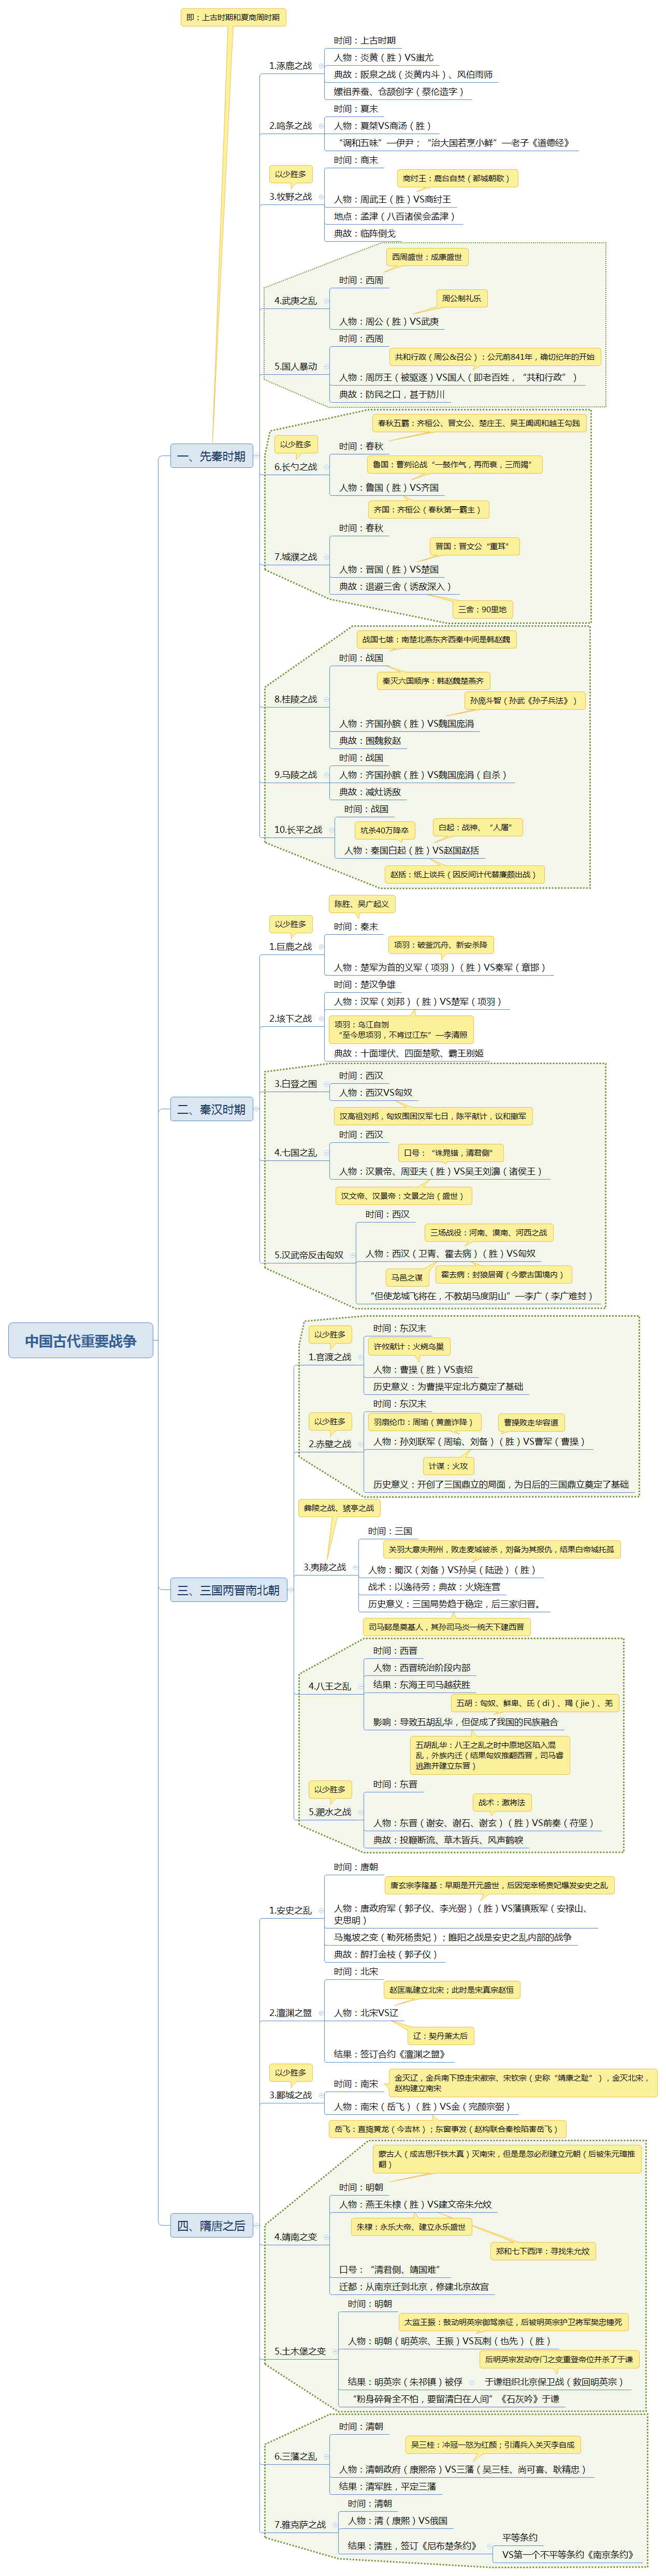 中国古代重要战争
一、先秦时期
即：上古时期和夏商周时期
1.涿鹿之战
时间：上古时期
人物：炎黄（胜）VS蚩尤
典故：阪泉之战（炎黄内斗）、风伯雨师
嫘祖养蚕、仓颉创字（蔡伦造字）
2.鸣条之战
时间：夏末
人物：夏桀VS商汤（胜）
“调和五味”—伊尹；“治大国若烹小鲜”—老子《道德经》
以少胜多
3.牧野之战
时间：商末
商纣王：鹿台自焚（都城朝歌）
人物：周武王（胜）VS商纣王
地点：孟津（八百诸侯会孟津）
典故：临阵倒戈
西周盛世：成康盛世
4.武庚之乱
时间：西周
周公制礼乐
人物：周公（胜）VS武庚
5.国人暴动
时间：西周
共和行政（周公&召公）：公元前841年，确切纪年的开始
人物：周厉王（被驱逐）VS国人（即老百姓，“共和行政”）
典故：防民之口，甚于防川
春秋五霸：齐桓公、晋文公、楚庄王、吴王阖闾和越王勾践
以少胜多
6.长勺之战
时间：春秋
鲁国：曹刿论战“一鼓作气，再而衰，三而竭”
人物：鲁国（胜）VS齐国
齐国：齐桓公（春秋第一霸主）
7.城濮之战
时间：春秋
晋国：晋文公“重耳”
人物：晋国（胜）VS楚国
典故：退避三舍（诱敌深入）
三舍：90里地
战国七雄：南楚北燕东齐西秦中间是韩赵魏
8.桂陵之战
时间：战国
秦灭六国顺序：韩赵魏楚燕齐
孙庞斗智（孙武《孙子兵法》）
人物：齐国孙膑（胜）VS魏国庞涓
典故：围魏救赵
9.马陵之战
时间：战国
人物：齐国孙膑（胜）VS魏国庞涓（自杀）
典故：减灶诱敌
10.长平之战
时间：战国
坑杀40万降卒
白起：战神、“人屠”
人物：秦国白起（胜）VS赵国赵括
赵括：纸上谈兵（因反间计代替廉颇出战）
二、秦汉时期
陈胜、吴广起义
以少胜多
1.巨鹿之战
时间：秦末
项羽：破釜沉舟、新安杀降
人物：楚军为首的义军（项羽）（胜）VS秦军（章邯）
2.垓下之战
时间：楚汉争雄
人物：汉军（刘邦）（胜）VS楚军（项羽）
项羽：乌江自刎
“至今思项羽，不肯过江东”—李清照
典故：十面埋伏、四面楚歌、霸王别姬
3.白登之围
时间：西汉
人物：西汉VS匈奴
汉高祖刘邦，匈奴围困汉军七日，陈平献计，议和撤军
4.七国之乱
时间：西汉
口号：“诛晁错，清君侧”
人物：汉景帝、周亚夫（胜）VS吴王刘濞（诸侯王）
汉文帝、汉景帝：文景之治（盛世）
5.汉武帝反击匈奴
时间：西汉
三场战役：河南、漠南、河西之战
人物：西汉（卫青、霍去病）（胜）VS匈奴
马邑之谋
霍去病：封狼居胥（今蒙古国境内）
“但使龙城飞将在，不教胡马度阴山”—李广（李广难封）
三、三国两晋南北朝
以少胜多
1.官渡之战
时间：东汉末
许攸献计：火烧乌巢
人物：曹操（胜）VS袁绍
历史意义：为曹操平定北方奠定了基础
以少胜多
2.赤壁之战
时间：东汉末
羽扇纶巾：周瑜（黄盖诈降）
曹操败走华容道
人物：孙刘联军（周瑜、刘备）（胜）VS曹军（曹操）
计谋：火攻
历史意义：开创了三国鼎立的局面，为日后的三国鼎立奠定了基础
彝陵之战、猇亭之战
3.夷陵之战
时间：三国
关羽大意失荆州，败走麦城被杀，刘备为其报仇，结果白帝城托孤
人物：蜀汉（刘备）VS孙吴（陆逊）（胜）
战术：以逸待劳；典故：火烧连营
历史意义：三国局势趋于稳定，后三家归晋。
司马懿是奠基人，其孙司马炎一统天下建西晋
4.八王之乱
时间：西晋
人物：西晋统治阶段内部
结果：东海王司马越获胜
五胡：匈奴、鲜卑、氐（di）、羯（jie）、羌
影响：导致五胡乱华，但促成了我国的民族融合
五胡乱华：八王之乱之时中原地区陷入混
乱，外族内迁（结果匈奴推翻西晋，司马睿
逃跑并建立东晋）
以少胜多
5.淝水之战
时间：东晋
战术：激将法
人物：东晋（谢安、谢石、谢玄）（胜）VS前秦（苻坚）
典故：投鞭断流、草木皆兵、风声鹤唳
四、隋唐之后
1.安史之乱
时间：唐朝
唐玄宗李隆基：早期是开元盛世，后因宠幸杨贵妃爆发安史之乱
人物：唐政府军（郭子仪、李光弼）（胜）VS藩镇叛军（安禄山、
史思明）
马嵬坡之变（勒死杨贵妃）；睢阳之战是安史之乱内部的战争
典故：醉打金枝（郭子仪）
2.澶渊之盟
时间：北宋
赵匡胤建立北宋；此时是宋真宗赵恒
人物：北宋VS辽
辽：契丹萧太后
结果：签订合约《澶渊之盟》
以少胜多
3.郾城之战
时间：南宋
金灭辽，金兵南下掠走宋徽宗、宋钦宗（史称“靖康之耻”），金灭北宋，
赵构建立南宋
人物：南宋（岳飞）（胜）VS金（完颜宗弼）
岳飞：直捣黄龙（今吉林）；东窗事发（赵构联合秦桧陷害岳飞）
蒙古人（成吉思汗铁木真）灭南宋，但是是忽必烈建立元朝（后被朱元璋推
翻）
4.靖南之变
时间：明朝
人物：燕王朱棣（胜）VS建文帝朱允炆
朱棣：永乐大帝、建立永乐盛世
郑和七下西洋：寻找朱允炆
口号：“清君侧、靖国难”
迁都：从南京迁到北京，修建北京故宫
5.土木堡之变
时间：明朝
太监王振：鼓动明英宗御驾亲征，后被明英宗护卫将军樊忠锤死
人物：明朝（明英宗、王振）VS瓦剌（也先）（胜）
后明英宗发动夺门之变重登帝位并杀了于谦
结果：明英宗（朱祁镇）被俘
于谦组织北京保卫战（救回明英宗）
“粉身碎骨全不怕，要留清白在人间”《石灰吟》于谦
6.三藩之乱
时间：清朝
吴三桂：冲冠一怒为红颜；引清兵入关灭李自成
人物：清朝政府（康熙帝）VS三藩（吴三桂、尚可喜、耿精忠）
结果：清军胜，平定三藩
7.雅克萨之战
时间：清朝
人物：清（康熙）VS俄国
结果：清胜，签订《尼布楚条约》
平等条约
VS第一个不平等条约《南京条约》